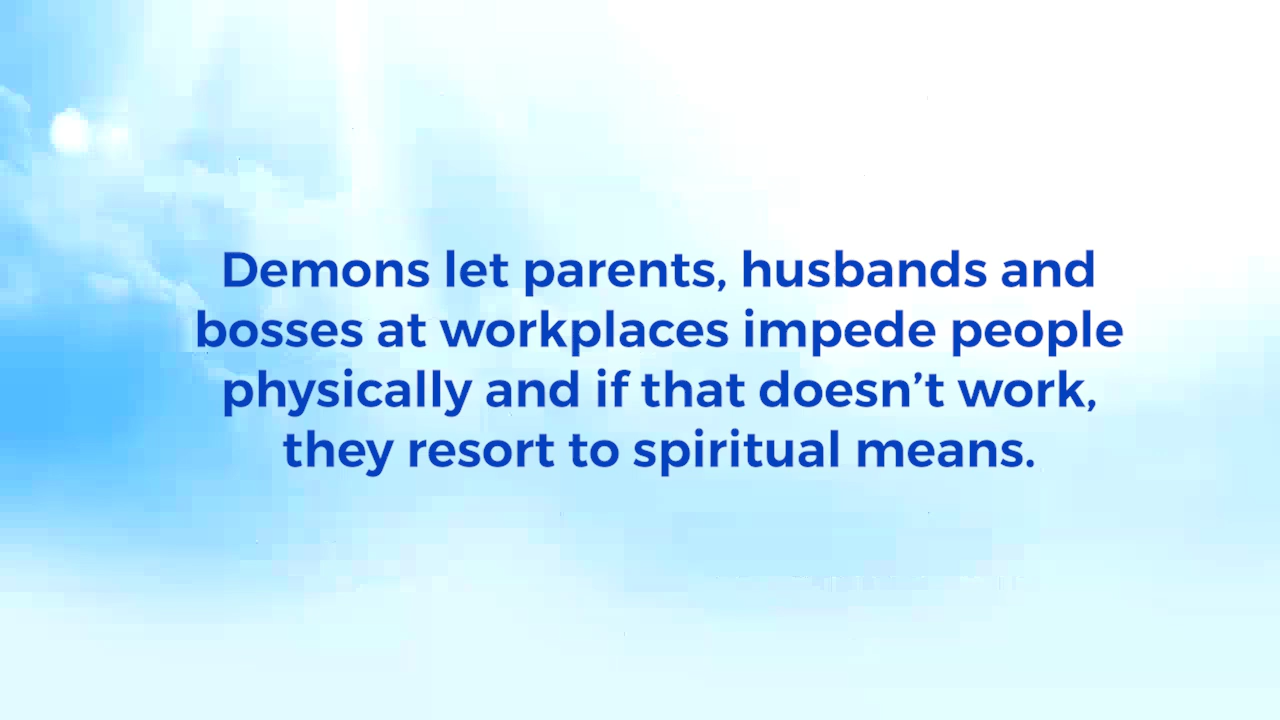 Demons let parents, husbands and
bosses at workplaces impede people
physically and if that doesn’t work,
they resort to spiritual means.